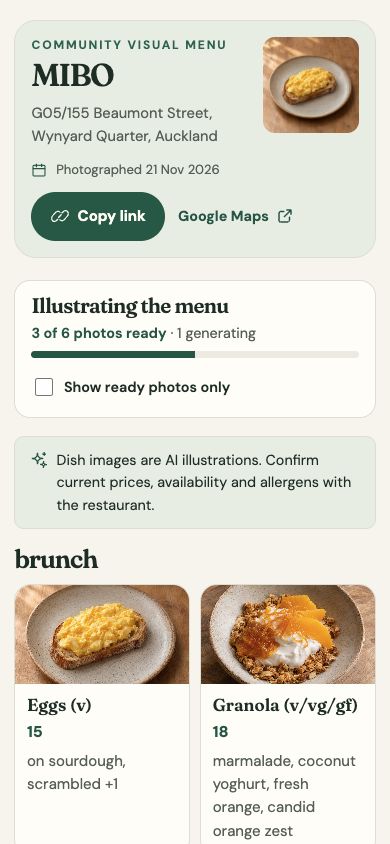 COMMUNITY VISUAL MENU
MIBO
G05/155 Beaumont Street,
Wynyard Quarter, Auckland
Photographed 21 Nov 2026
Copy link
Google Maps
Illustrating the menu
3 of 6 photos ready · 1 generating
Show ready photos only
Dish images are AI illustrations. Confirm
current prices, availability and allergens with
the restaurant.
brunch
Eggs (v)
15
on sourdough,
scrambled +1
Granola (v/vg/gf)
18
marmalade, coconut
yoghurt, fresh
orange, candid
orange zest